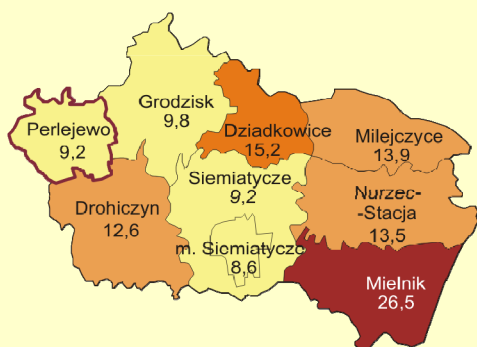 Grodzisk
9,8
Perlejewo
9,2
Dziadkowice
15,2
Milejczyce
13,9
Siemiatycze
9,2
Nurzec-
-Stacja
13,5
Drohiczyn
12,6
m. Siemiatycze
8,6
Mielnik
26,5